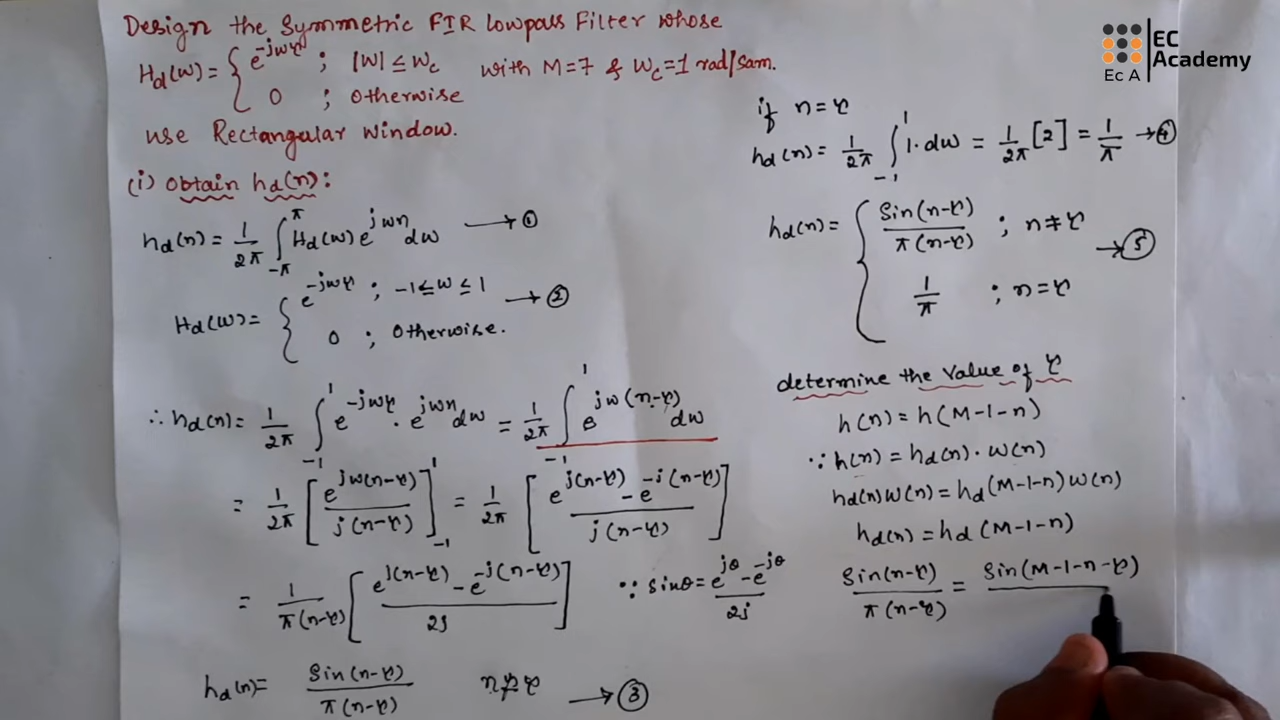 Design the Symmetric FIR lowpass Filter whose
Hd(w) = { e^{-jwτ} ; |w| ≤ wc with M=7 & wc=1 rad/sam.
0 ; otherwise
use Rectangular window.
(i) obtain hd(n):
hd(n) = 1/2π ∫_{-π}^{π} Hd(w) e^{jwn} dw → ①
Hd(w) = { e^{-jwτ} ; -1 ≤ w ≤ 1 → ②
0 ; otherwise.
∴ hd(n) = 1/2π ∫_{-1}^{1} e^{-jwτ} · e^{jwn} dw = 1/2π ∫_{-1}^{1} e^{jw(n-τ)} dw
= 1/2π [ e^{jw(n-τ)} / j(n-τ) ]_{-1}^{1} = 1/2π [ e^{j(n-τ)} - e^{-j(n-τ)} / j(n-τ) ]
= 1/π(n-τ) [ e^{j(n-τ)} - e^{-j(n-τ)} / 2j ] ∵ sinθ = e^{jθ} - e^{-jθ} / 2j
hd(n) = sin(n-τ) / π(n-τ) n≠τ → ③
if n=τ
hd(n) = 1/2π ∫_{-1}^{1} 1·dw = 1/2π [2] = 1/π → ④
hd(n) = { sin(n-τ) / π(n-τ) ; n≠τ → ⑤
1/π ; n=τ
determine the value of τ
h(n) = h(M-1-n)
∵ h(n) = hd(n) · w(n)
hd(n)w(n) = hd(M-1-n)w(n)
hd(n) = hd(M-1-n)
sin(n-τ) / π(n-τ) = sin(M-1-n-τ)
EC
Academy
Ec A